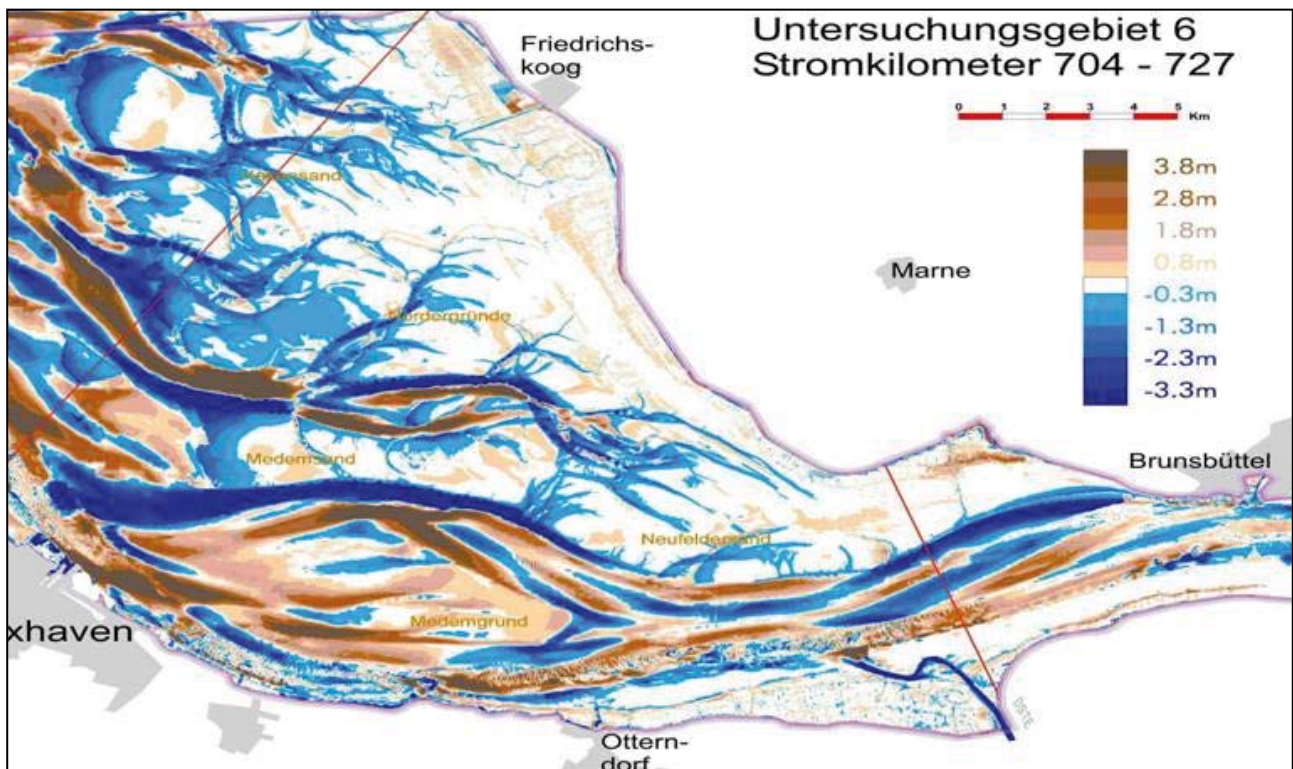 Untersuchungsgebiet 6
Stromkilometer 704 - 727
Friedrichs-
koog
0 1 2 3 4 5
Km
3.8m
2.8m
1.8m
0.8m
-0.3m
-1.3m
-2.3m
-3.3m
Marne
Nordergründe
Brunsbüttel
Medemsand
Neufeldersand
Medemgrund
xhaven
OSTE
Ottern-
dorf